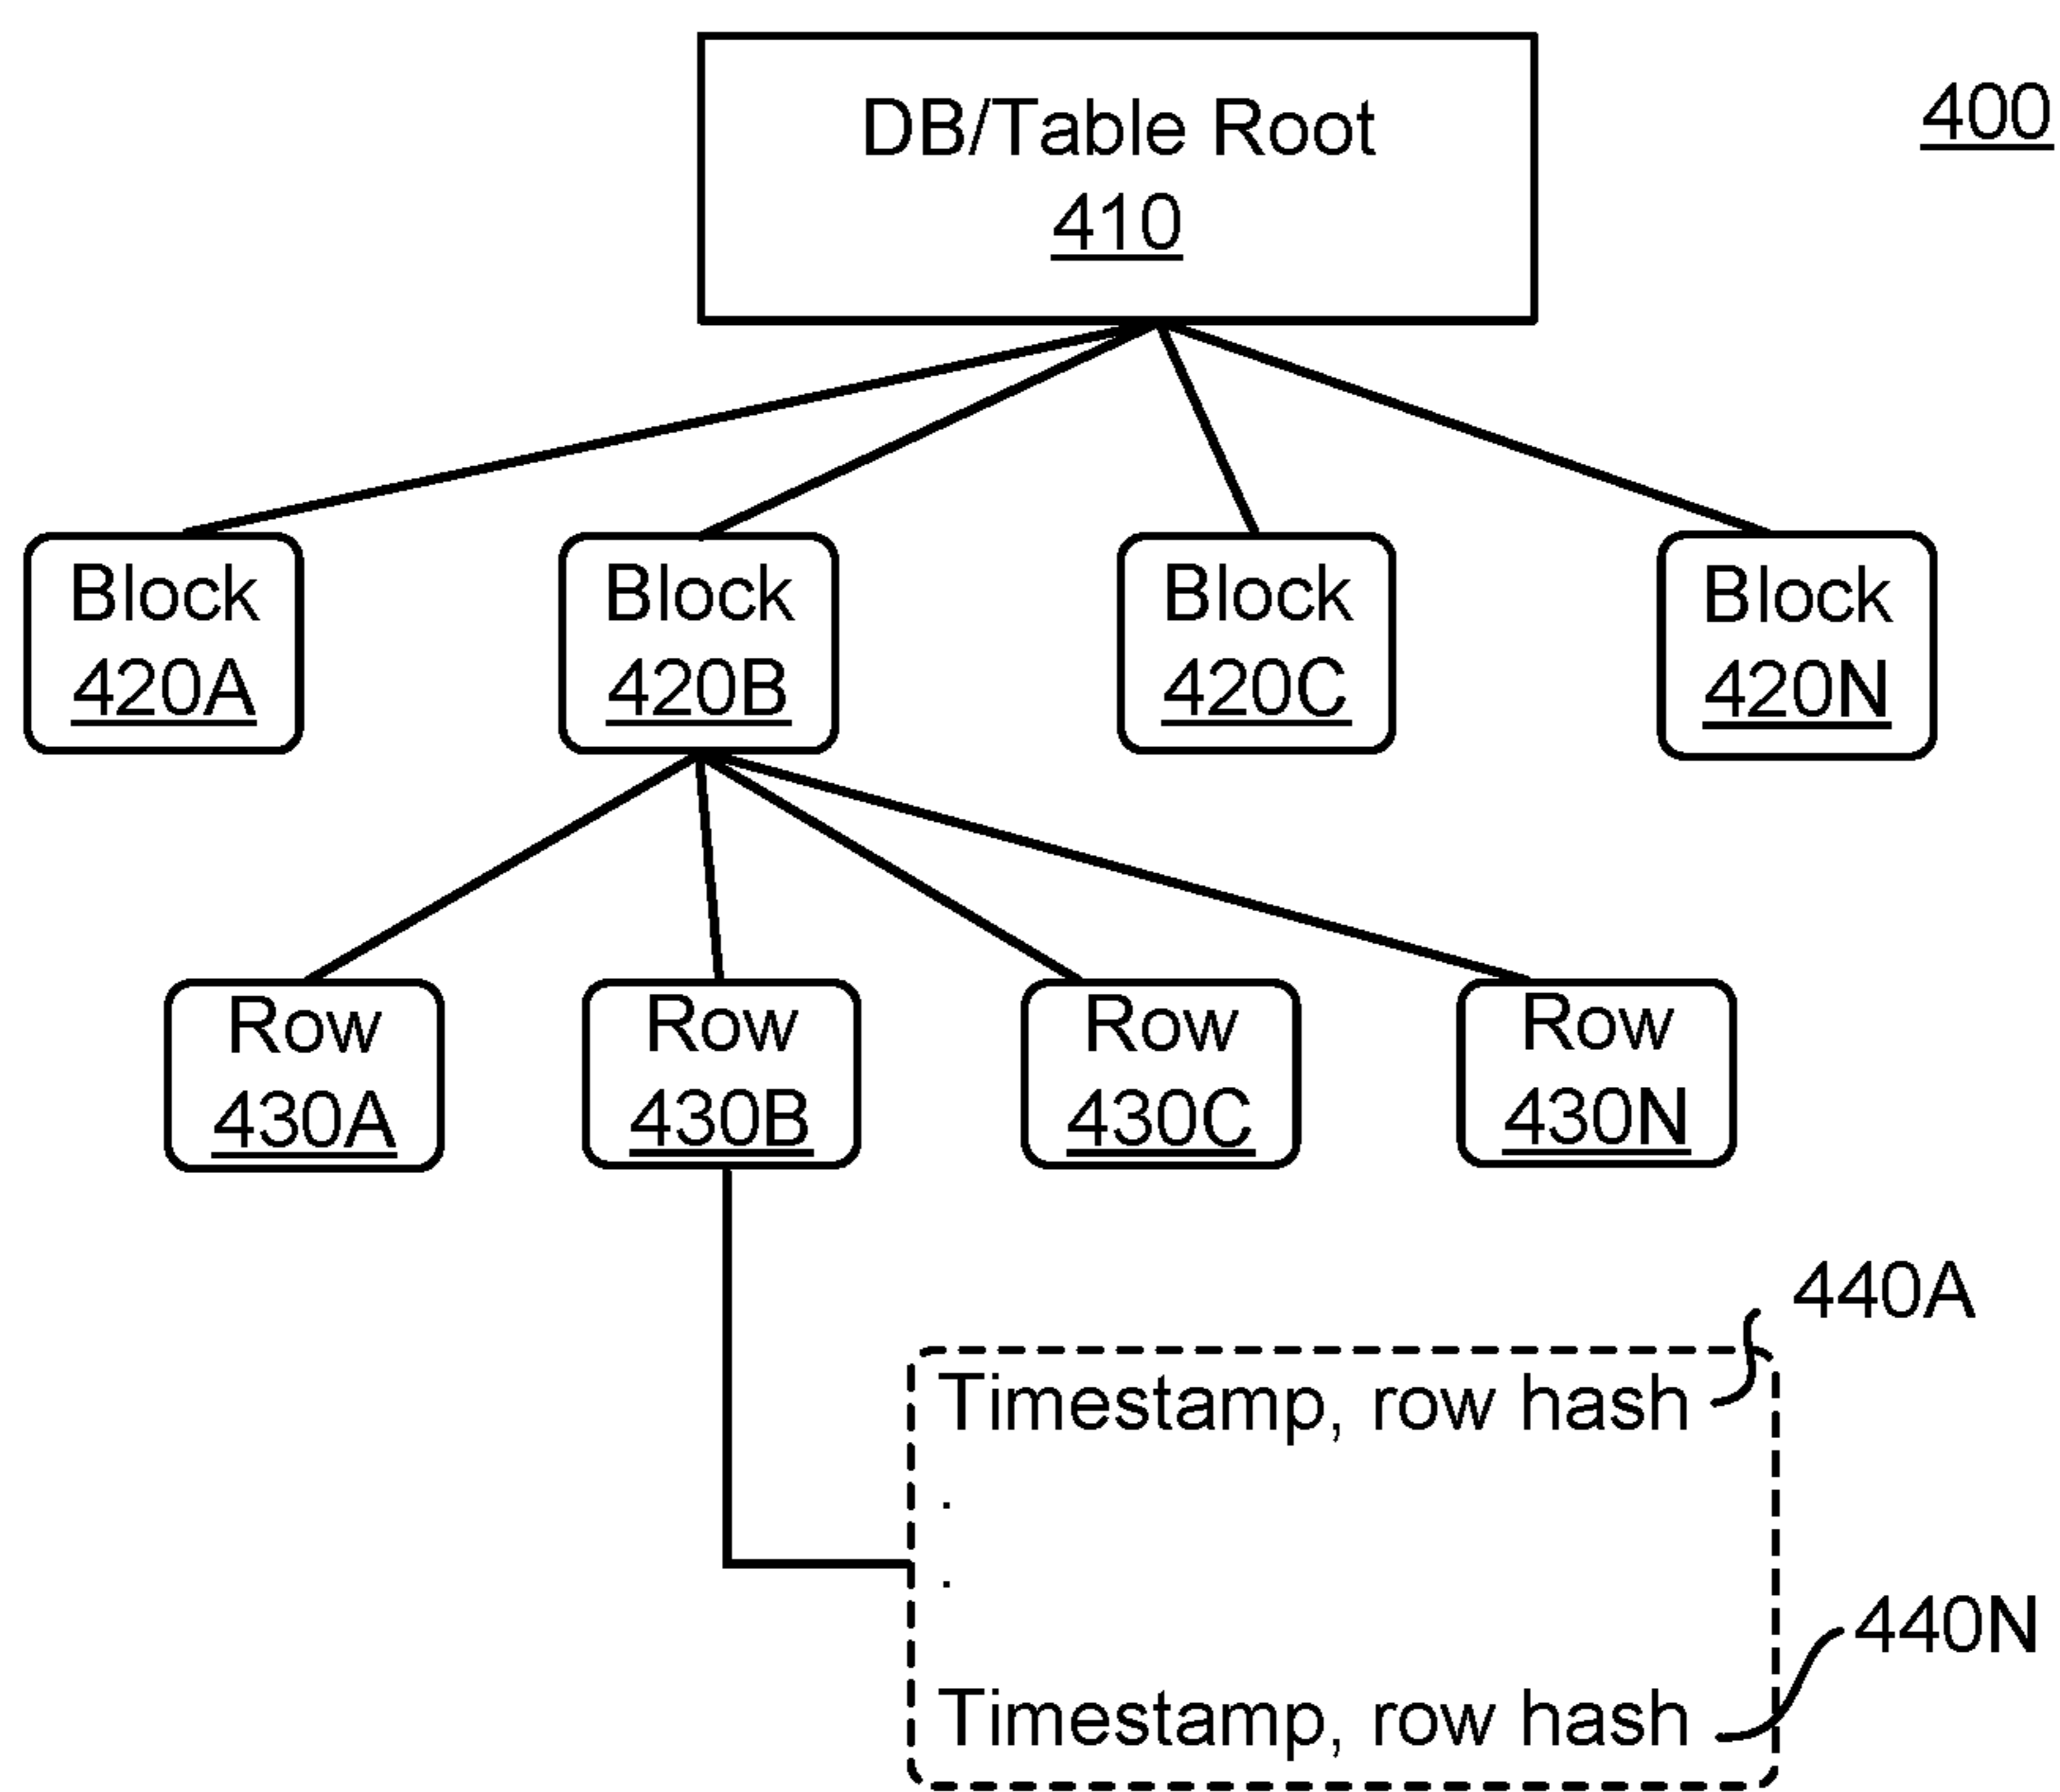 DB/Table Root
410
400
Block
420A
Block
420B
Block
420C
Block
420N
Row
430A
Row
430B
Row
430C
Row
430N
440A
Timestamp, row hash
.
.
440N
Timestamp, row hash